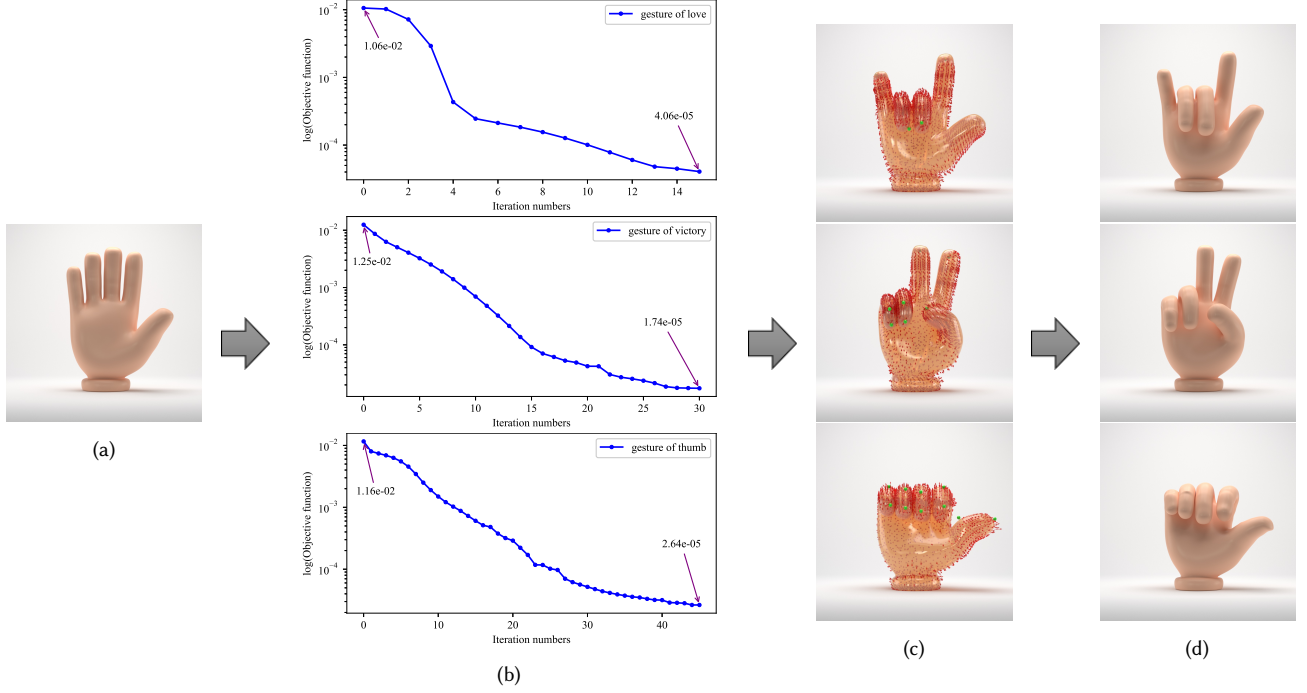 10⁻²
10⁻³
10⁻⁴
log(Objective function)
gesture of love
1.06e-02
4.06e-05
0 2 4 6 8 10 12 14
Iteration numbers
10⁻²
10⁻³
10⁻⁴
log(Objective function)
gesture of victory
1.25e-02
1.74e-05
0 5 10 15 20 25 30
Iteration numbers
10⁻²
10⁻³
10⁻⁴
log(Objective function)
gesture of thumb
1.16e-02
2.64e-05
0 10 20 30 40
Iteration numbers
(a)
(b)
(c)
(d)